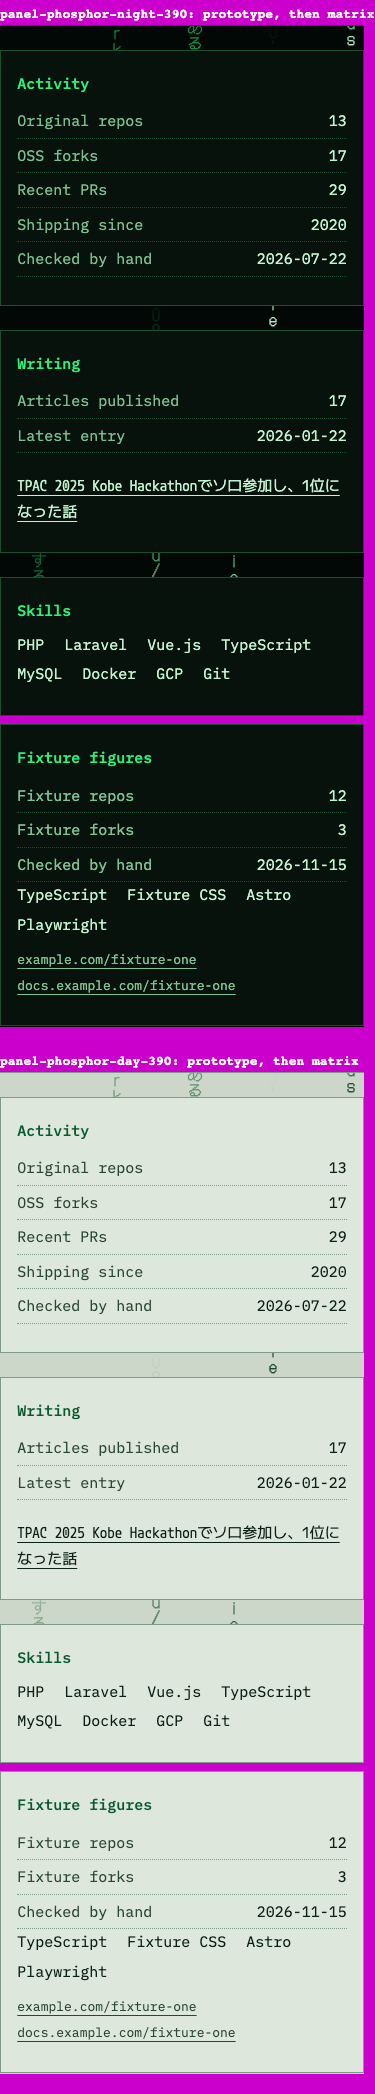 panel-phosphor-night-390: prototype, then matrix
Activity
Original repos 13
OSS forks 17
Recent PRs 29
Shipping since 2020
Checked by hand 2026-07-22
e
Writing
Articles published 17
Latest entry 2026-01-22
TPAC 2025 Kobe Hackathonでソロ参加し、1位に
なった話
す u i
/
Skills
PHP Laravel Vue.js TypeScript
MySQL Docker GCP Git
Fixture figures
Fixture repos 12
Fixture forks 3
Checked by hand 2026-11-15
TypeScript Fixture CSS Astro
Playwright
example.com/fixture-one
docs.example.com/fixture-one
panel-phosphor-day-390: prototype, then matrix
Activity
Original repos 13
OSS forks 17
Recent PRs 29
Shipping since 2020
Checked by hand 2026-07-22
e
Writing
Articles published 17
Latest entry 2026-01-22
TPAC 2025 Kobe Hackathonでソロ参加し、1位に
なった話
す u i
/
Skills
PHP Laravel Vue.js TypeScript
MySQL Docker GCP Git
Fixture figures
Fixture repos 12
Fixture forks 3
Checked by hand 2026-11-15
TypeScript Fixture CSS Astro
Playwright
example.com/fixture-one
docs.example.com/fixture-one